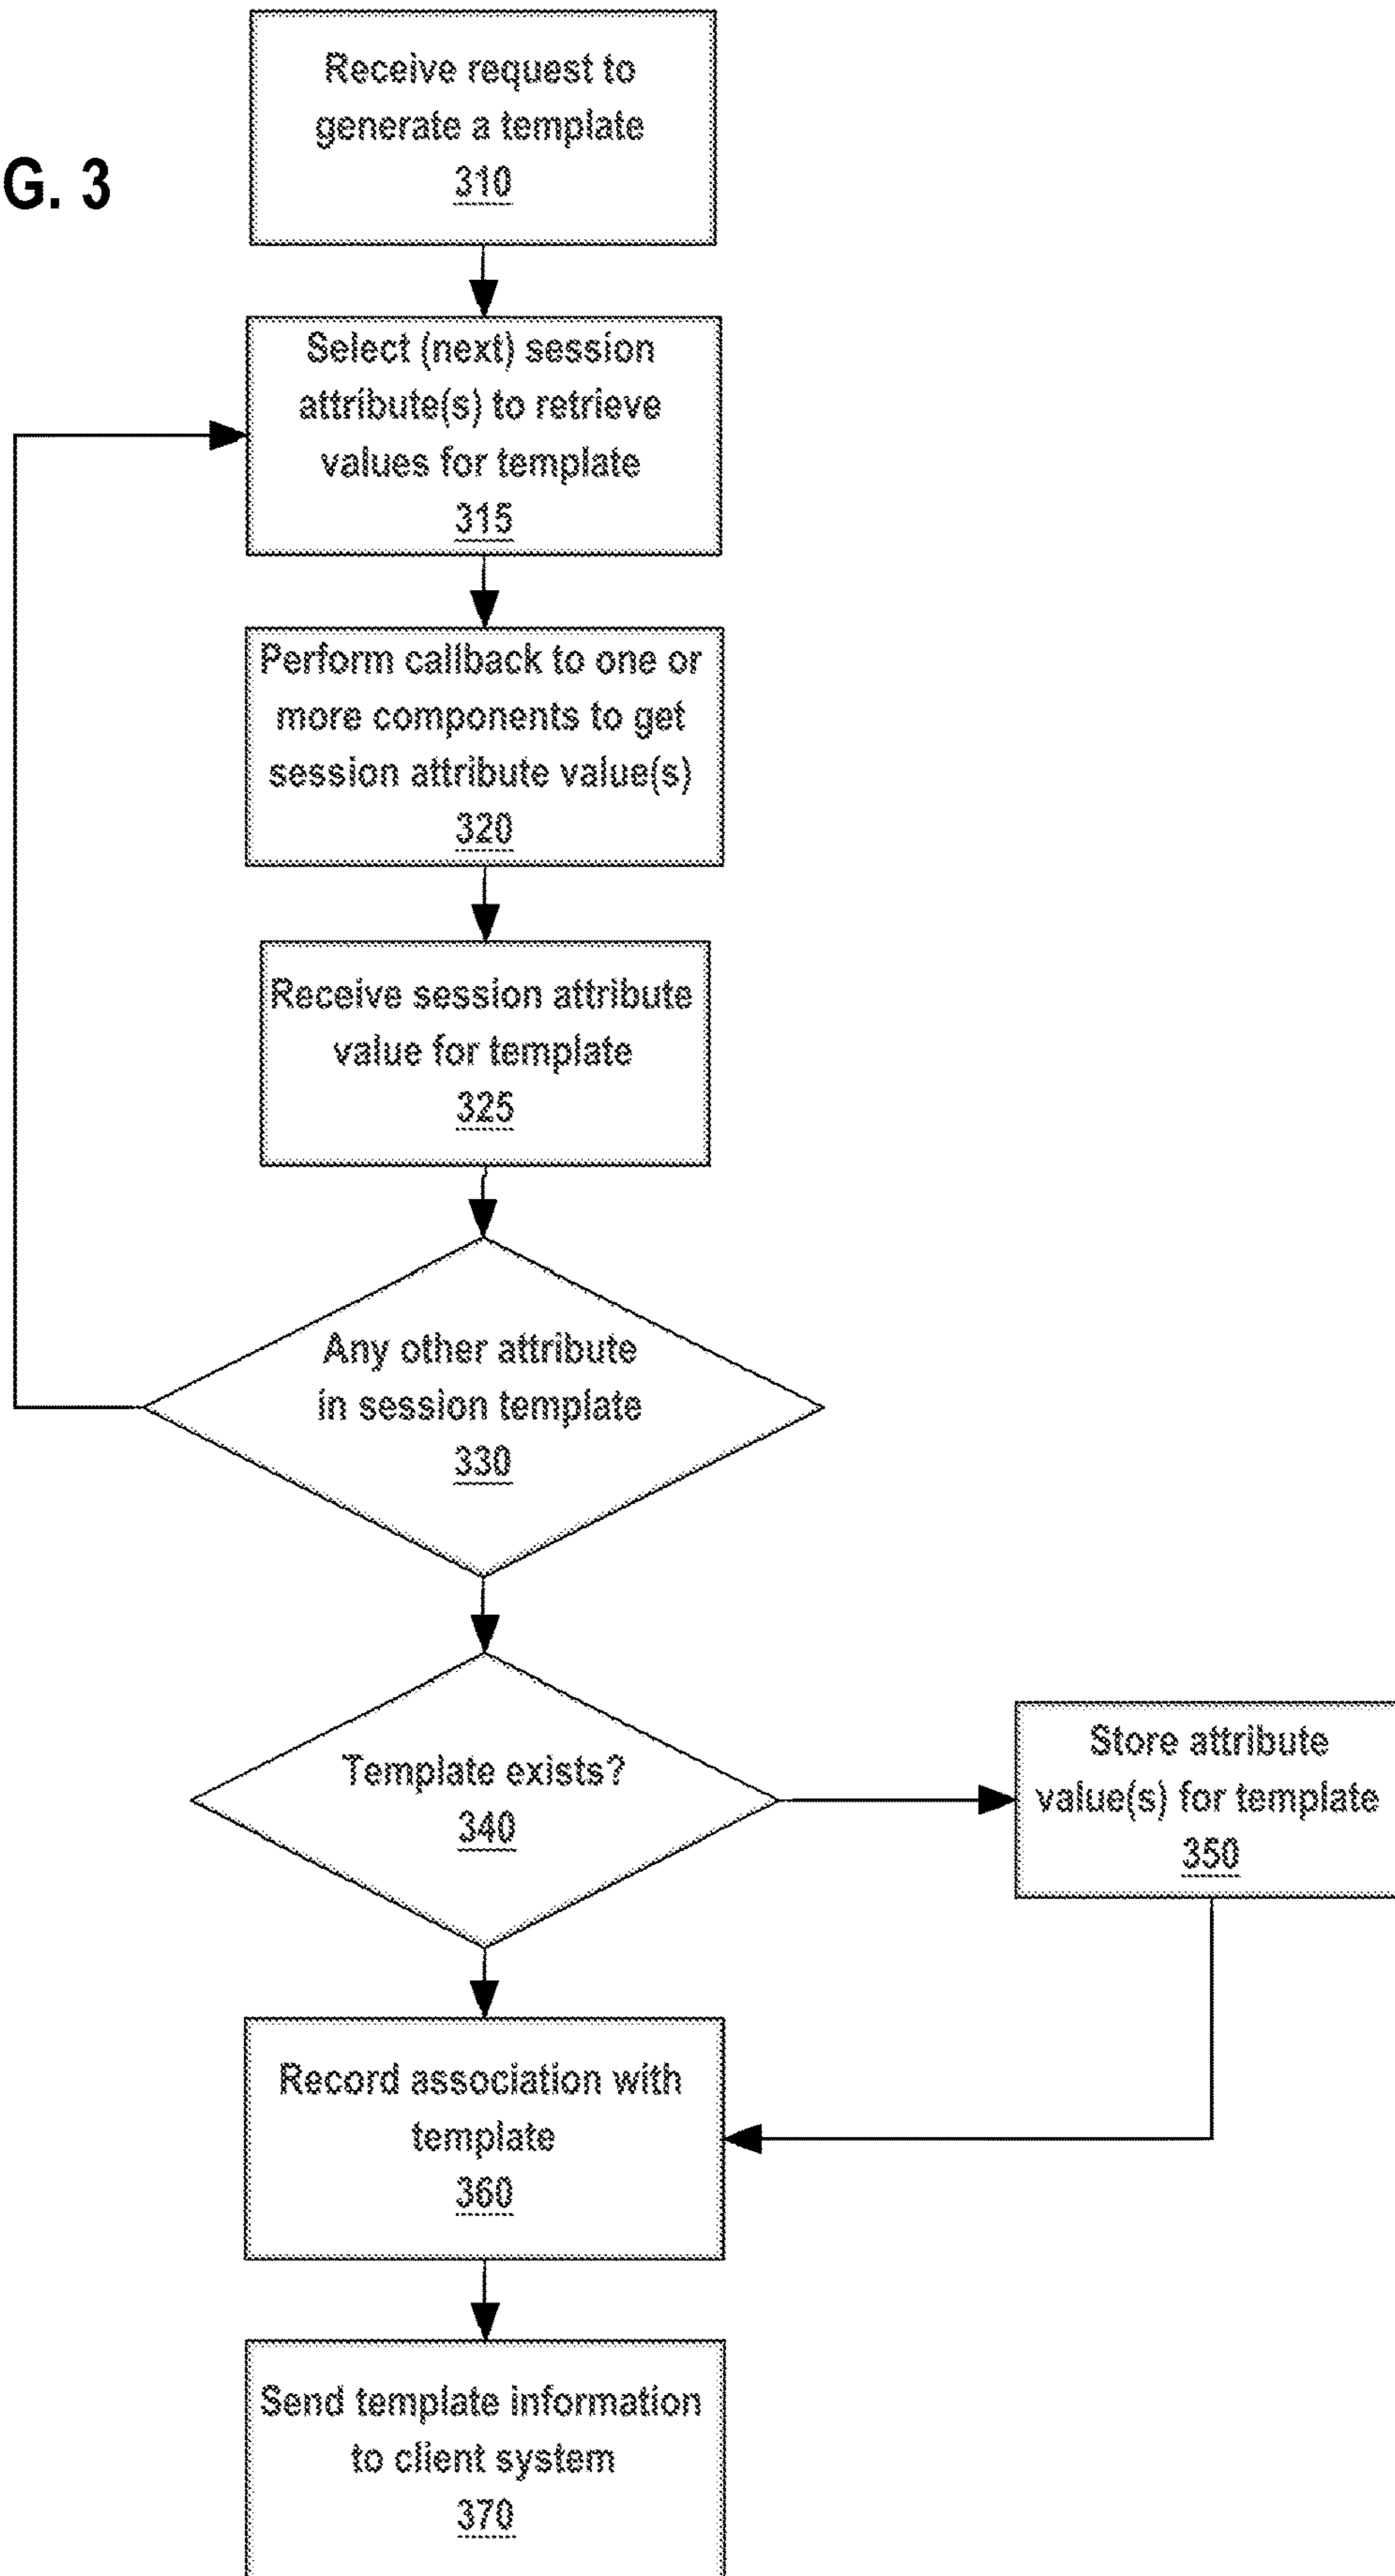 G. 3
Receive request to
generate a template
310
Select (next) session
attribute(s) to retrieve
values for template
315
Perform callback to one or
more components to get
session attribute value(s)
320
Receive session attribute
value for template
325
Any other attribute
in session template
330
Template exists?
340
Store attribute
value(s) for template
350
Record association with
template
360
Send template information
to client system
370